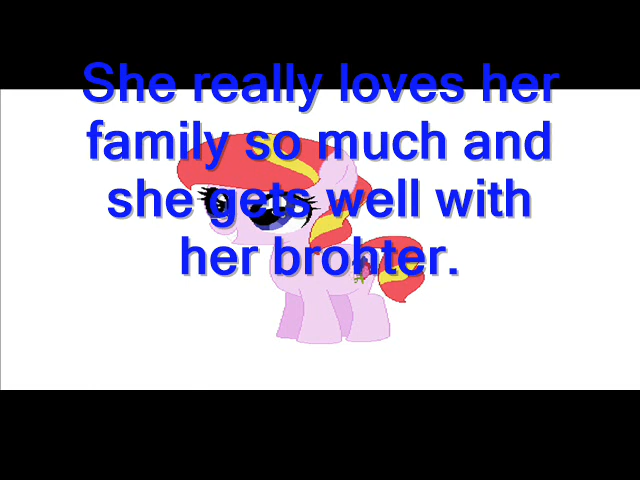 She really loves her
family so much and
she gets well with
her brohter.